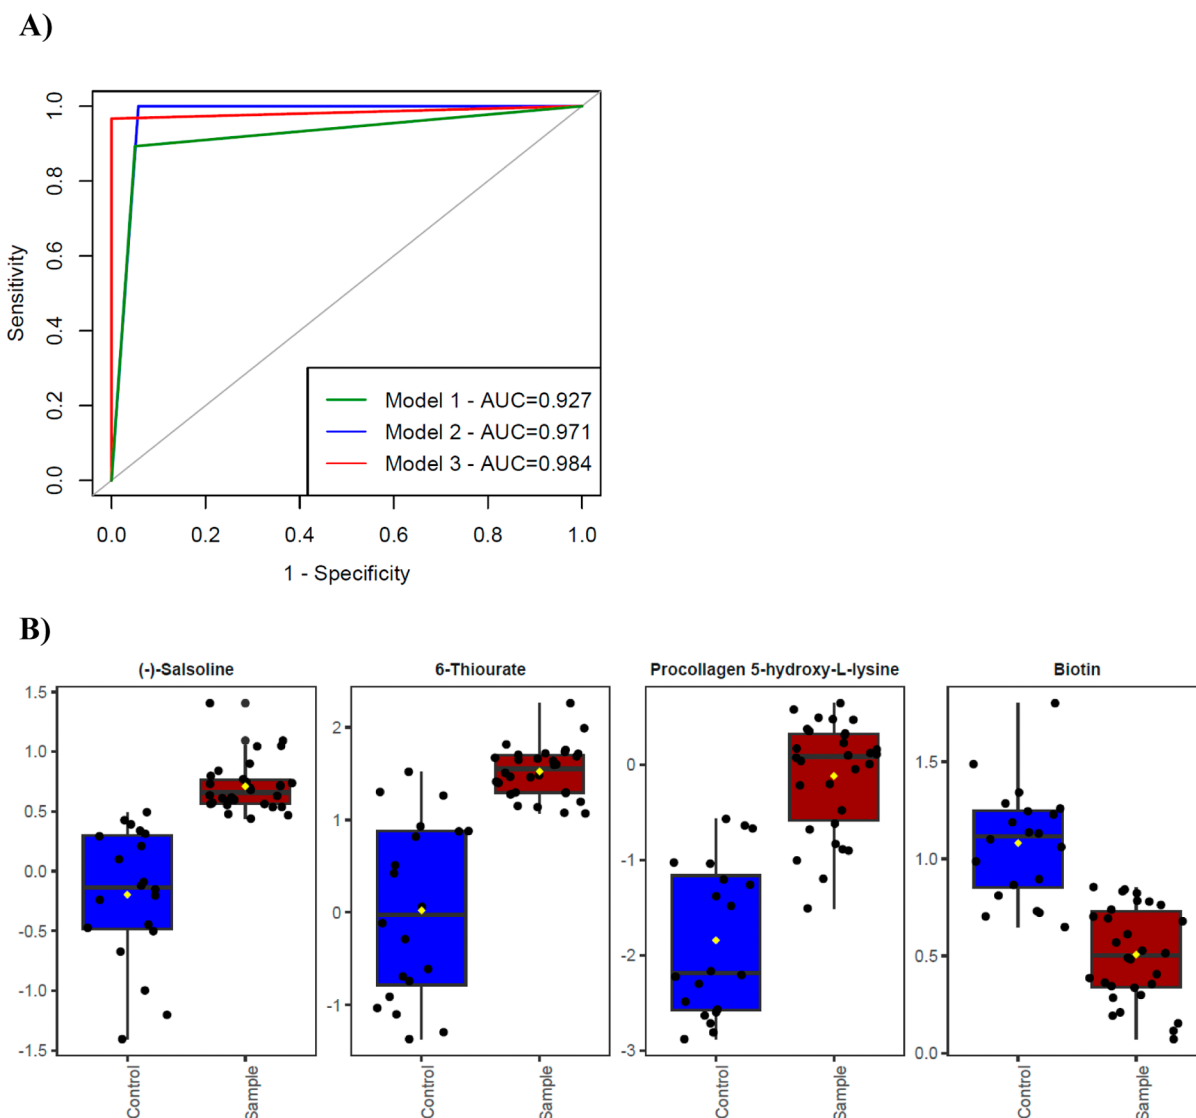 A)
Sensitivity
0.0 0.2 0.4 0.6 0.8 1.0
Model 1 - AUC=0.927
Model 2 - AUC=0.971
Model 3 - AUC=0.984
0.0 0.2 0.4 0.6 0.8 1.0
1 - Specificity
B)
(-)-Salsoline
1.5
1.0
0.5
0.0
-0.5
-1.0
-1.5
Control
Sample
6-Thiourate
2
1
0
-1
Control
Sample
Procollagen 5-hydroxy-L-lysine
0
-1
-2
-3
Control
Sample
Biotin
1.5
1.0
0.5
0.0
Control
Sample